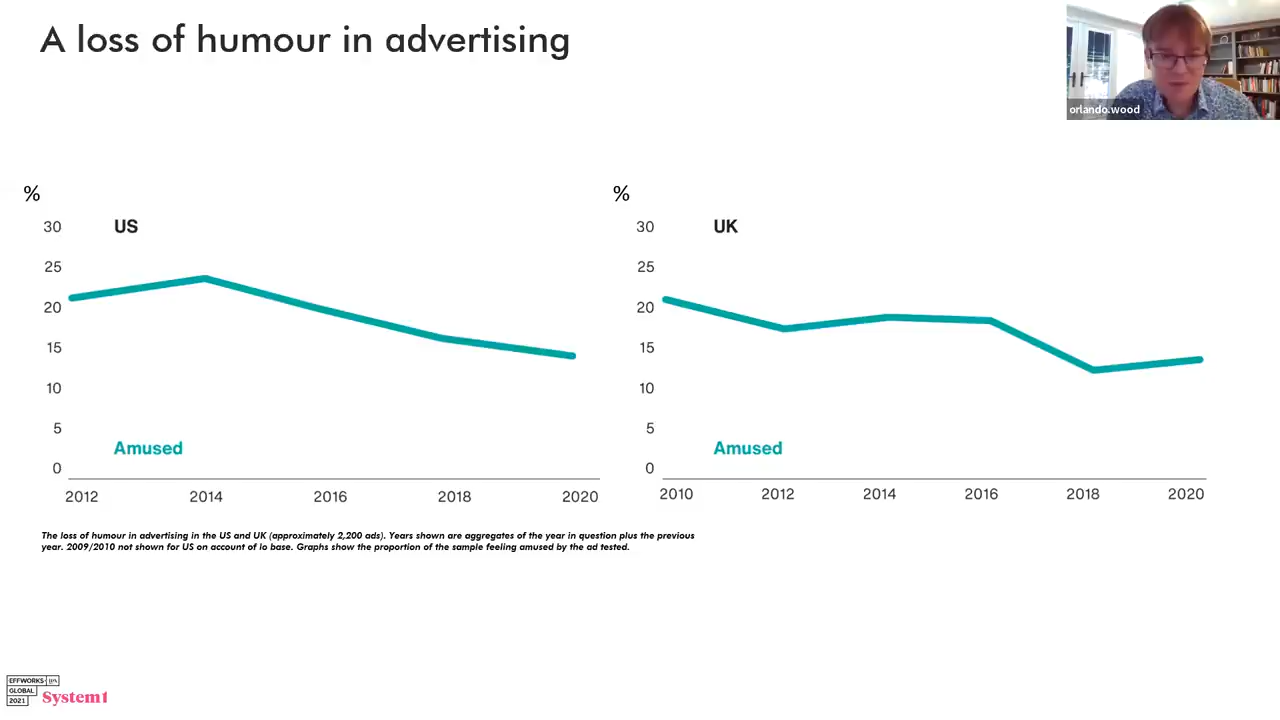 A loss of humour in advertising
orlando.wood
%
30
US
25
20
15
10
5
Amused
0
2012 2014 2016 2018 2020
%
30
UK
25
20
15
10
5
Amused
0
2010 2012 2014 2016 2018 2020
The loss of humour in advertising in the US and UK (approximately 2,200 ads). Years shown are aggregates of the year in question plus the previous
year. 2009/2010 not shown for US on account of lo base. Graphs show the proportion of the sample feeling amused by the ad tested.
EFFWORKS IPA
GLOBAL
2021
System1